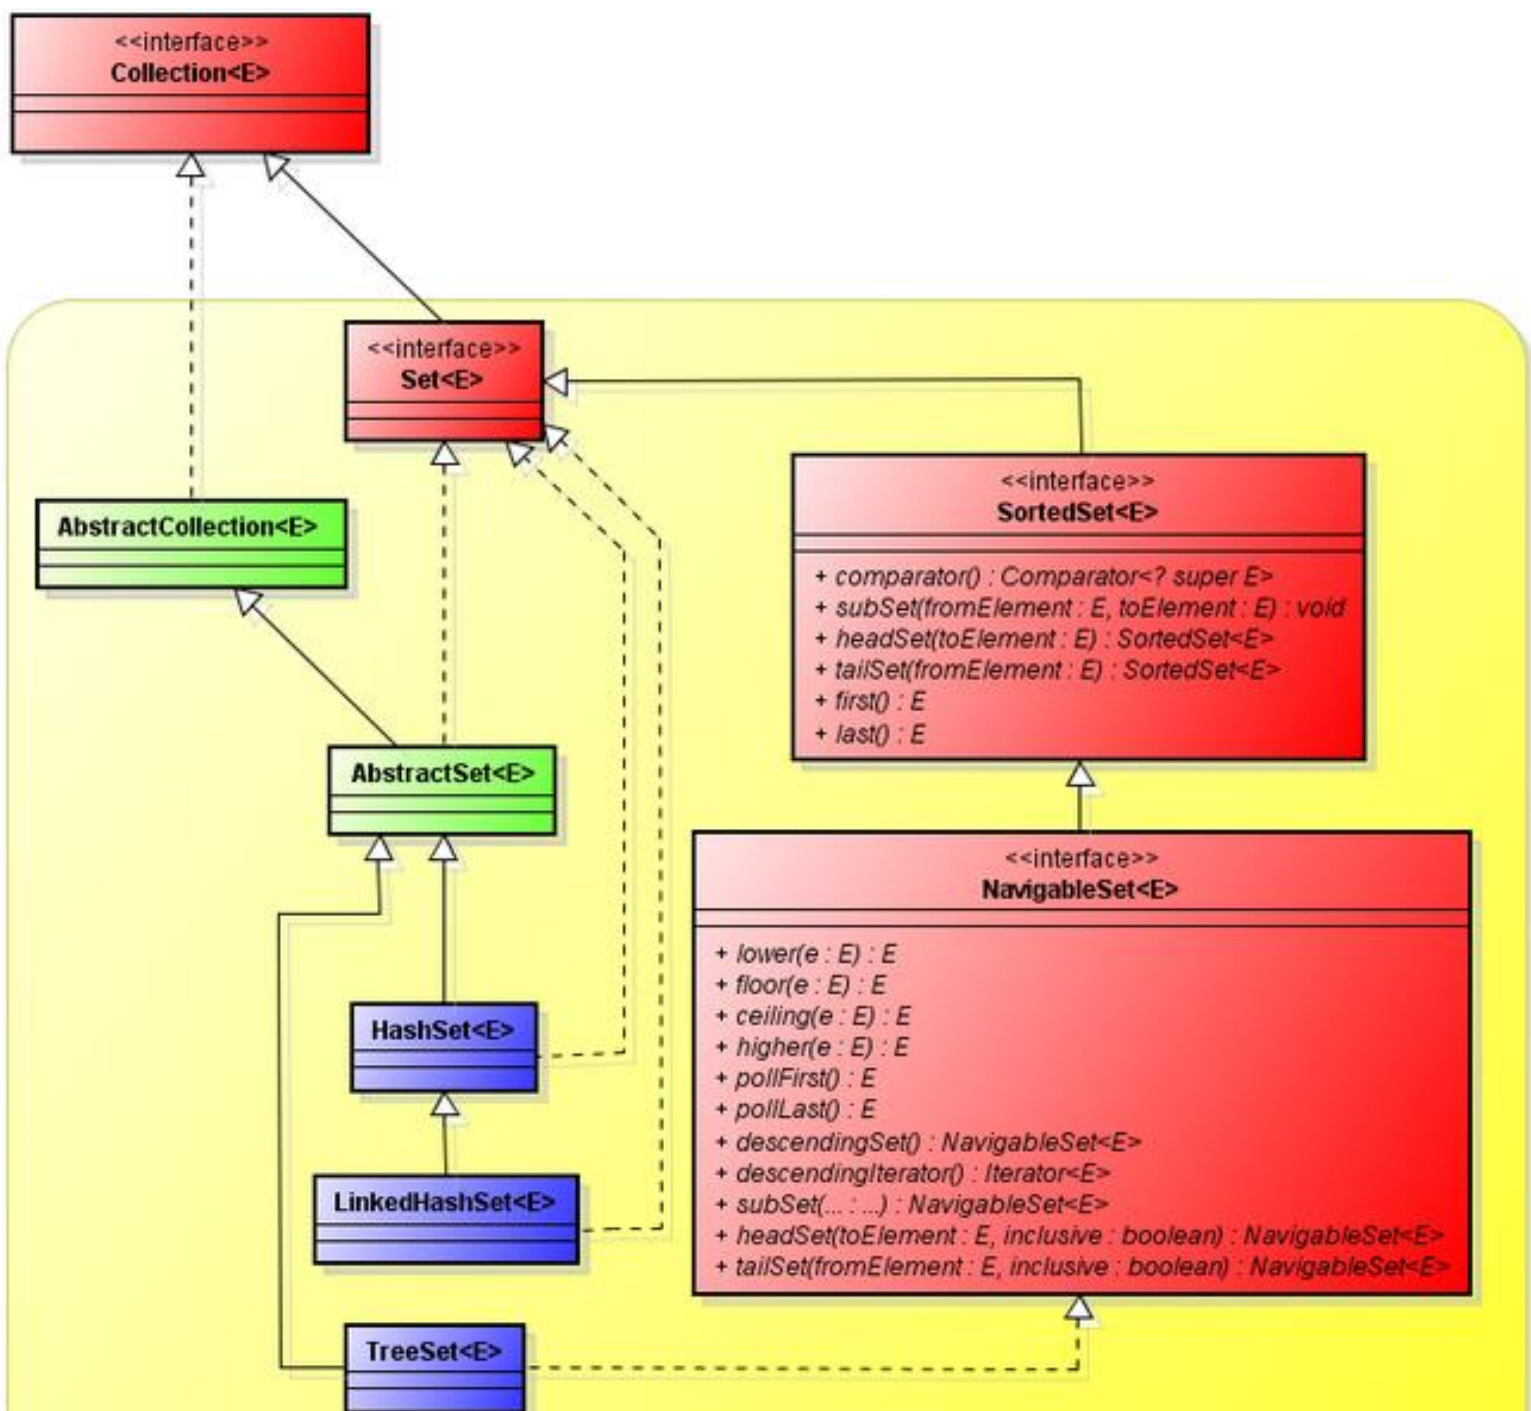 <<interface>>
Collection<E>
<<interface>>
Set<E>
AbstractCollection<E>
<<interface>>
SortedSet<E>
+ comparator() : Comparator<? super E>
+ subSet(fromElement : E, toElement : E) : void
+ headSet(toElement : E) : SortedSet<E>
+ tailSet(fromElement : E) : SortedSet<E>
+ first() : E
+ last() : E
AbstractSet<E>
<<interface>>
NavigableSet<E>
+ lower(e : E) : E
+ floor(e : E) : E
+ ceiling(e : E) : E
+ higher(e : E) : E
+ pollFirst() : E
+ pollLast() : E
+ descendingSet() : NavigableSet<E>
+ descendingIterator() : Iterator<E>
+ subSet(... : ...) : NavigableSet<E>
+ headSet(toElement : E, inclusive : boolean) : NavigableSet<E>
+ tailSet(fromElement : E, inclusive : boolean) : NavigableSet<E>
HashSet<E>
LinkedHashSet<E>
TreeSet<E>